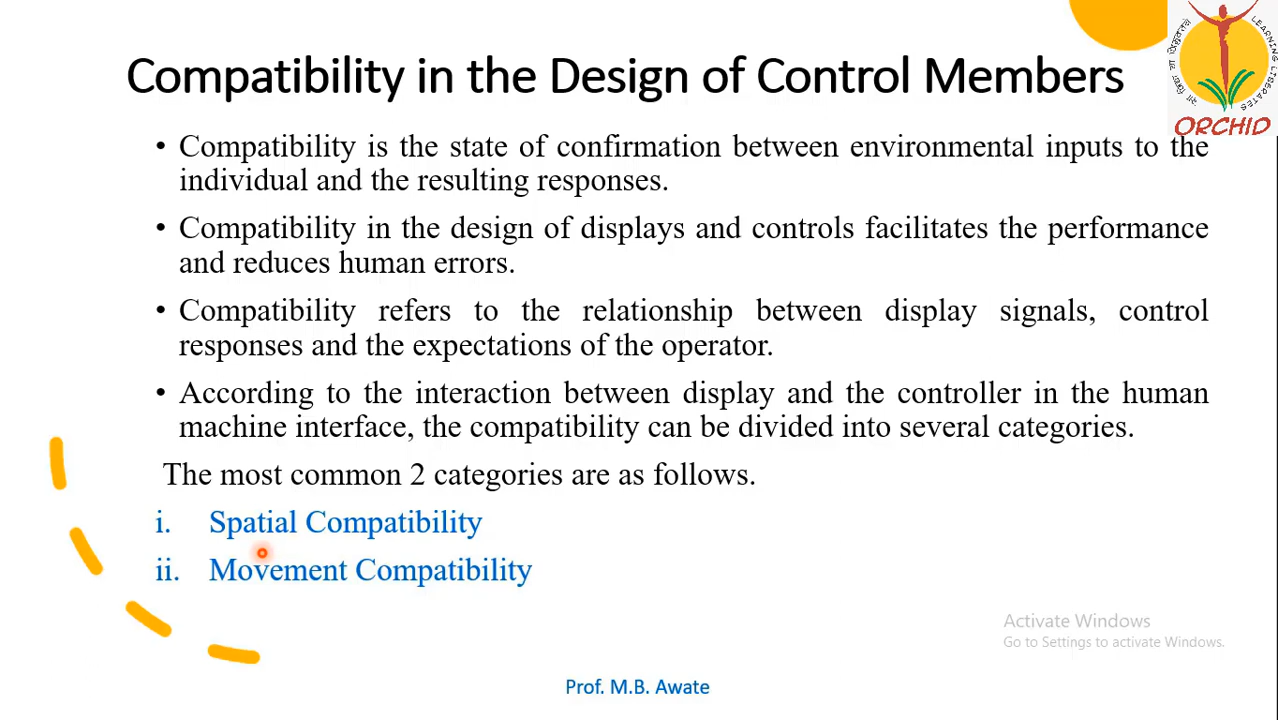 Compatibility in the Design of Control Members
LEARNING LIBERATES
ORCHID
• Compatibility is the state of confirmation between environmental inputs to the
individual and the resulting responses.
• Compatibility in the design of displays and controls facilitates the performance
and reduces human errors.
• Compatibility refers to the relationship between display signals, control
responses and the expectations of the operator.
• According to the interaction between display and the controller in the human
machine interface, the compatibility can be divided into several categories.
The most common 2 categories are as follows.
i. Spatial Compatibility
ii. Movement Compatibility
Activate Windows
Go to Settings to activate Windows.
Prof. M.B. Awate